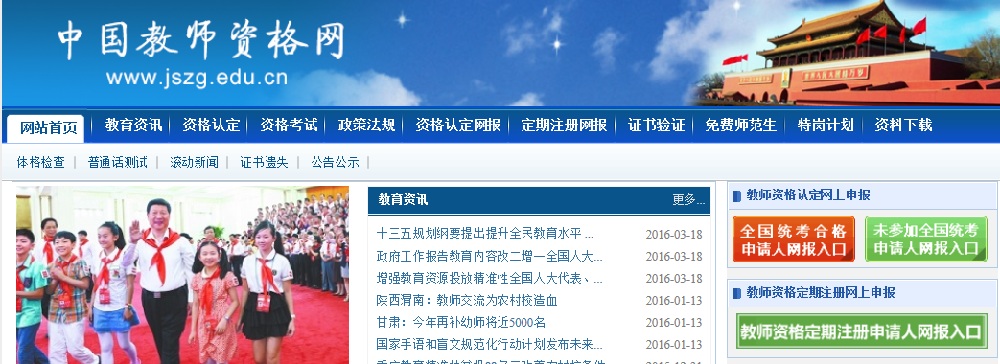 中国教师资格网
www.jszg.edu.cn
网站首页 教育资讯 资格认定 资格考试 政策法规 资格认定网报 定期注册网报 证书验证 免费师范生 特岗计划 资料下载
体格检查 普通话测试 滚动新闻 证书遗失 公告公示
教育资讯 更多...
十三五规划纲要提出提升全民教育水平 ... 2016-03-18
政府工作报告教育内容改二增一全国人大... 2016-03-18
增强教育资源投放精准性全国人大代表、... 2016-03-18
陕西渭南：教师交流为农村校造血 2016-01-13
甘肃：今年再补幼师将近5000名 2016-01-13
国家手语和盲文规范化行动计划发布未来... 2016-01-13
教师资格认定网上申报
全国统考合格
申请人网报入口
未参加全国统考
申请人网报入口
教师资格定期注册网上申报
教师资格定期注册申请人网报入口